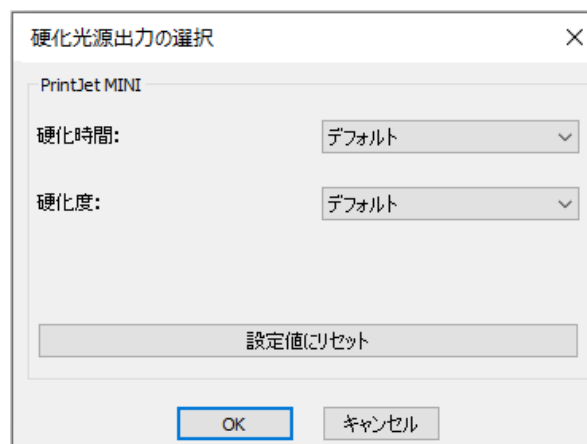 硬化光源出力の選択
PrintJet MINI
硬化時間: デフォルト
硬化度: デフォルト
設定値にリセット
OK キャンセル